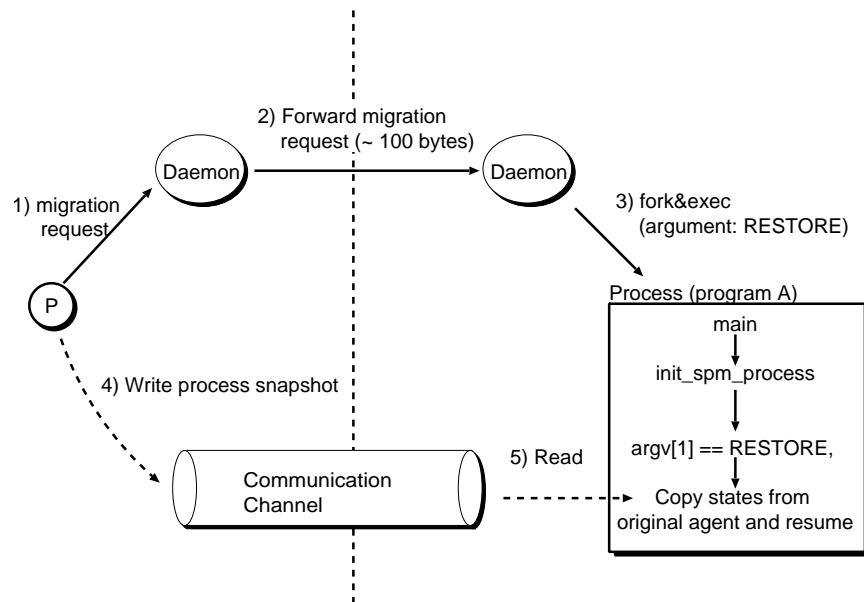 2) Forward migration
request (~ 100 bytes)
Daemon
Daemon
1) migration
request
3) fork&exec
(argument: RESTORE)
P
Process (program A)
main
init_spm_process
argv[1] == RESTORE,
Copy states from
original agent and resume
4) Write process snapshot
5) Read
Communication
Channel